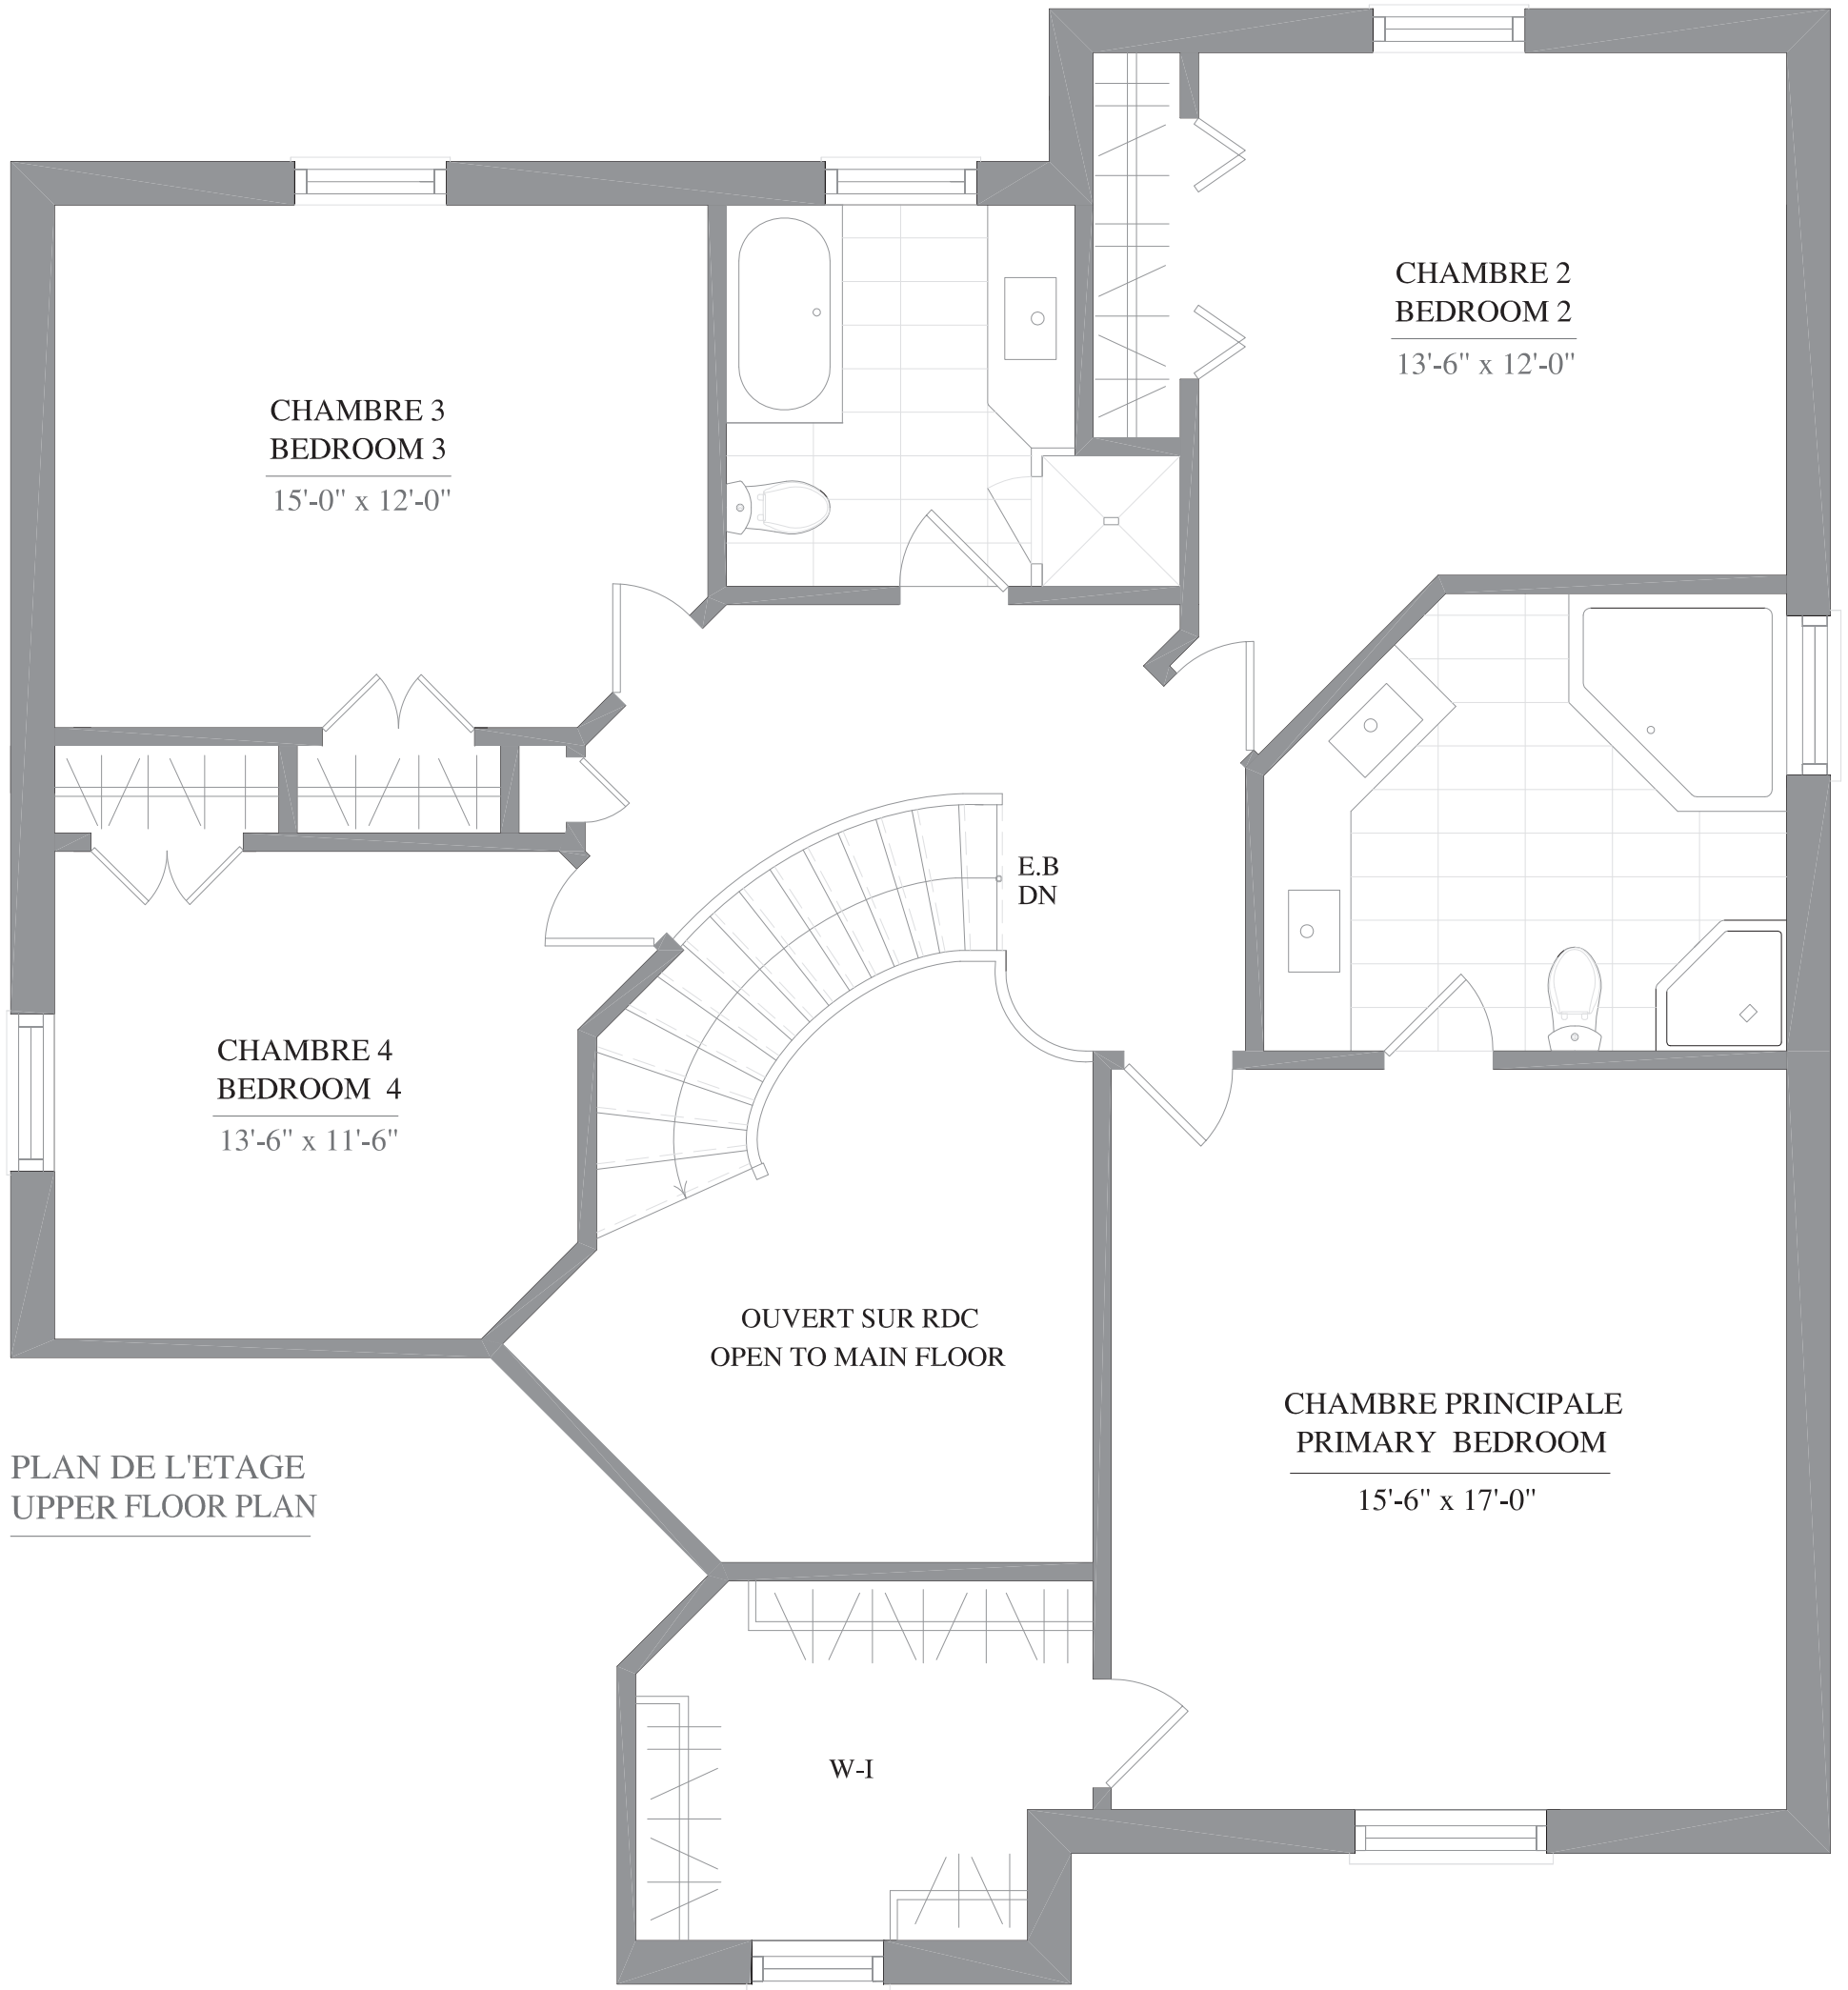 CHAMBRE 2
BEDROOM 2
13'-6" x 12'-0"
CHAMBRE 3
BEDROOM 3
15'-0" x 12'-0"
E.B
DN
CHAMBRE 4
BEDROOM 4
13'-6" x 11'-6"
OUVERT SUR RDC
OPEN TO MAIN FLOOR
CHAMBRE PRINCIPALE
PRIMARY BEDROOM
15'-6" x 17'-0"
PLAN DE L'ETAGE
UPPER FLOOR PLAN
W-I